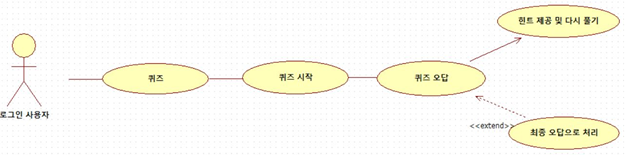 힌트 제공 및 다시 풀기
퀴즈
퀴즈 시작
퀴즈 오답
로그인 사용자
<<extend>>
최종 오답으로 처리